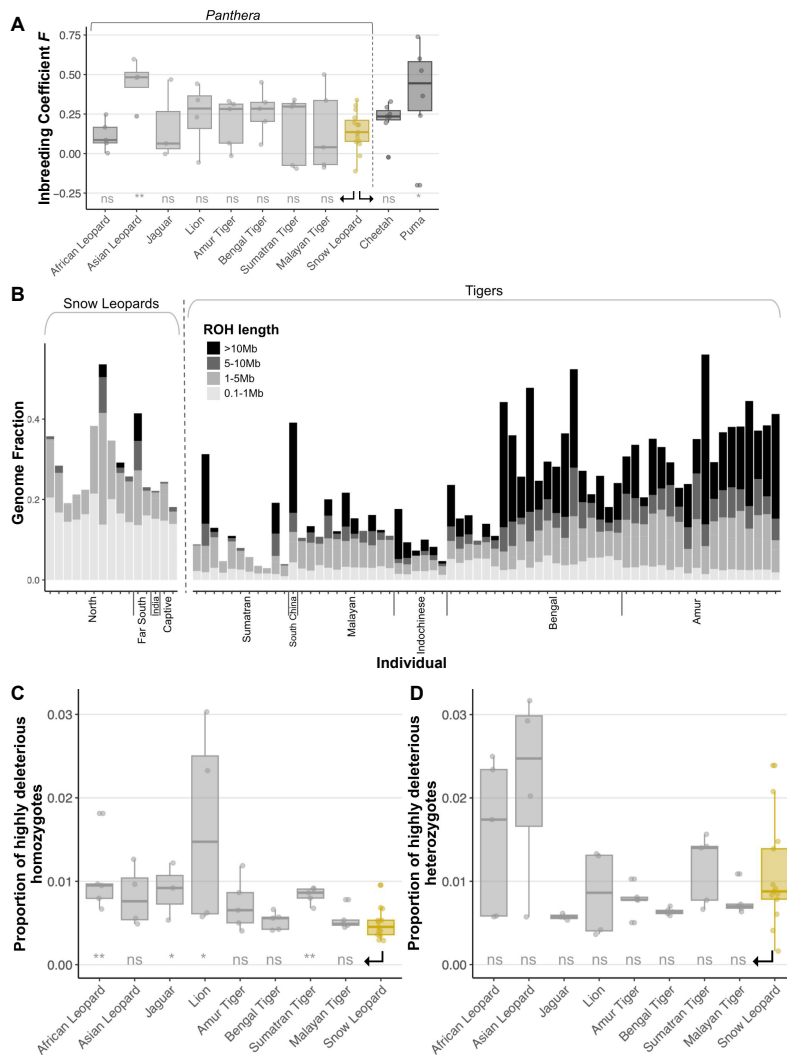 A
Panthera
Inbreeding Coefficient F
0.75
0.50
0.25
0.00
−0.25
ns ** ns ns ns ns ns ns ns *
African Leopard
Asian Leopard
Jaguar
Lion
Amur Tiger
Bengal Tiger
Sumatran Tiger
Malayan Tiger
Snow Leopard
Cheetah
Puma
B
Snow Leopards
Tigers
ROH length
>10Mb
5-10Mb
1-5Mb
0.1-1Mb
Genome Fraction
0.4
0.2
0.0
North
Far South
India
Captive
Sumatran
South China
Malayan
Indochinese
Bengal
Amur
Individual
C
Proportion of highly deleterious
homozygotes
0.03
0.02
0.01
0.00
** ns * * ns ns ** ns
African Leopard
Asian Leopard
Jaguar
Lion
Amur Tiger
Bengal Tiger
Sumatran Tiger
Malayan Tiger
Snow Leopard
D
Proportion of highly deleterious
heterozygotes
0.03
0.02
0.01
0.00
ns ns ns ns ns ns ns ns
African Leopard
Asian Leopard
Jaguar
Lion
Amur Tiger
Bengal Tiger
Sumatran Tiger
Malayan Tiger
Snow Leopard